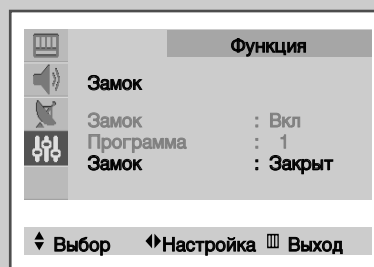 Функция
Замок
Замок : Вкл
Программа : 1
Замок : Закрыт
Выбор Настройка Выход